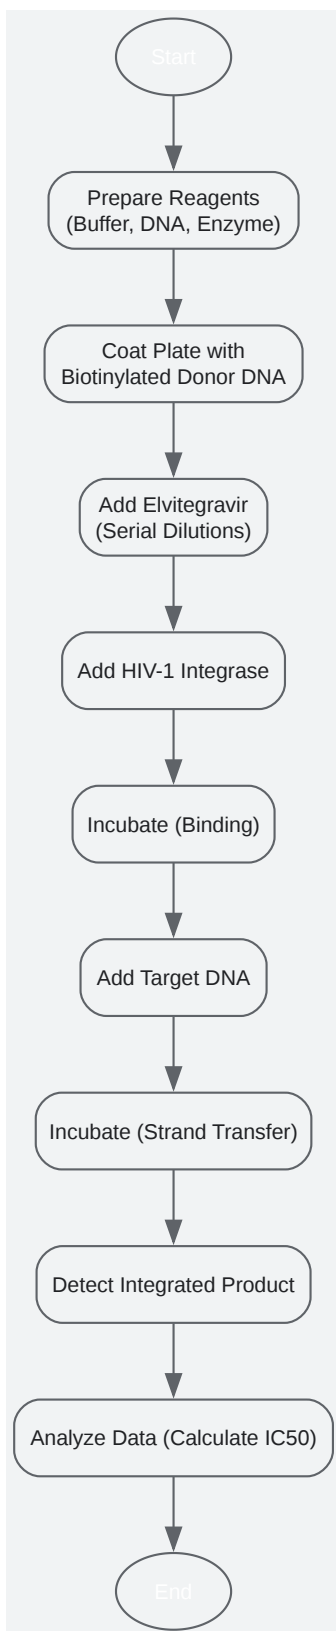 Start
Prepare Reagents
(Buffer, DNA, Enzyme)
Coat Plate with
Biotinylated Donor DNA
Add Elvitegravir
(Serial Dilutions)
Add HIV-1 Integrase
Incubate (Binding)
Add Target DNA
Incubate (Strand Transfer)
Detect Integrated Product
Analyze Data (Calculate IC50)
End